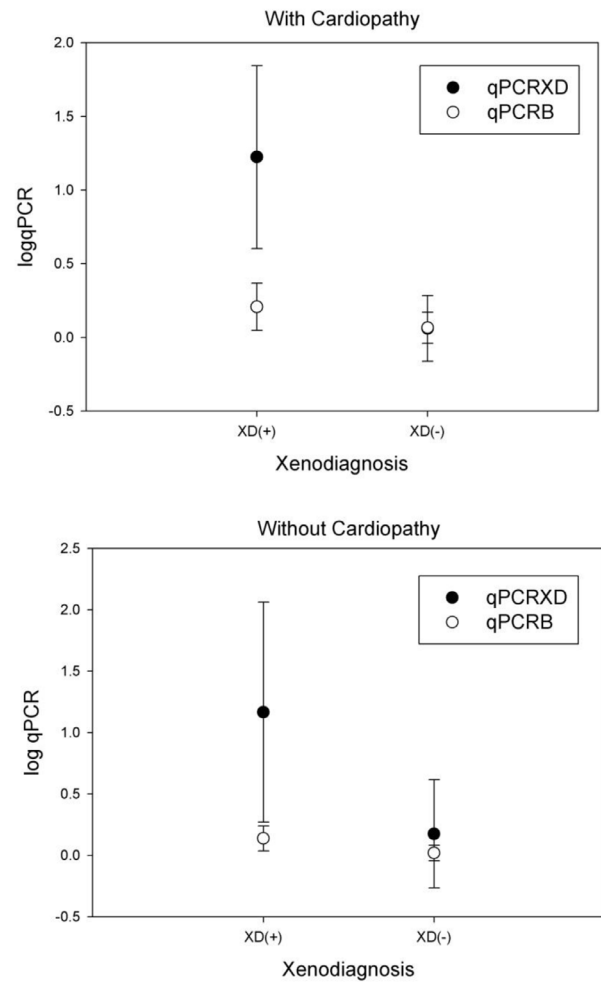 With Cardiopathy
2.0
1.5
1.0
0.5
0.0
-0.5
logqPCR
qPCRXD
qPCRB
XD(+) XD(-)
Xenodiagnosis
Without Cardiopathy
2.5
2.0
1.5
1.0
0.5
0.0
-0.5
log qPCR
qPCRXD
qPCRB
XD(+) XD(-)
Xenodiagnosis